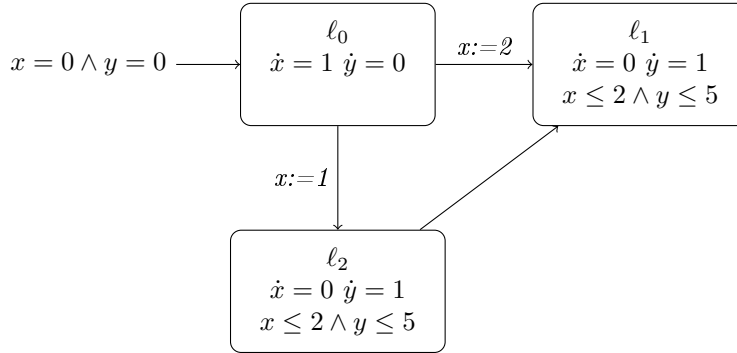 x = 0 ∧ y = 0
ℓ₀
ẋ = 1 ẏ = 0
x:=2
ℓ₁
ẋ = 0 ẏ = 1
x ≤ 2 ∧ y ≤ 5
x:=1
ℓ₂
ẋ = 0 ẏ = 1
x ≤ 2 ∧ y ≤ 5